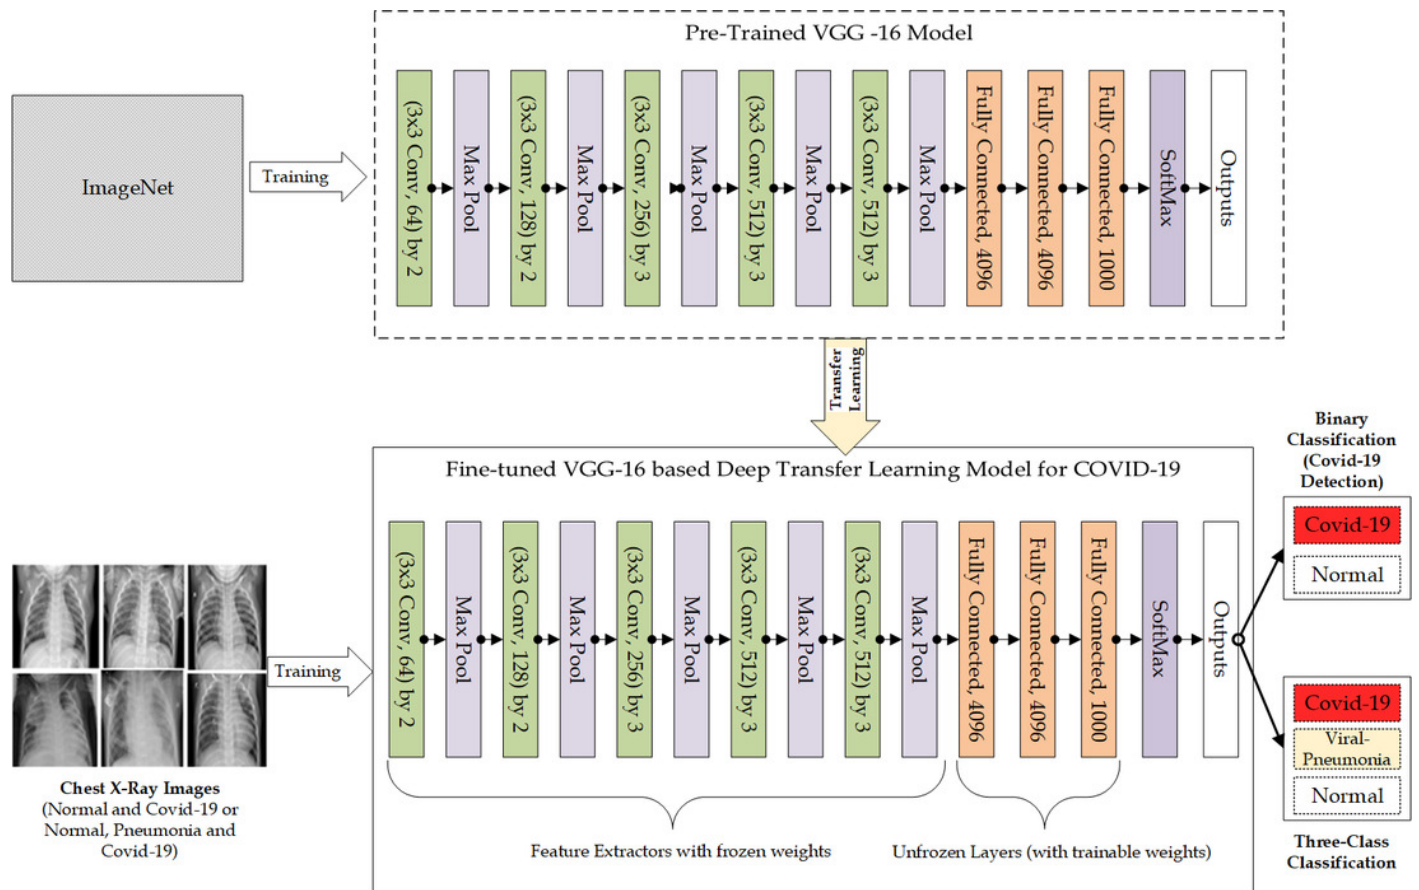 Pre-Trained VGG -16 Model
ImageNet
Training
(3x3 Conv, 64) by 2
Max Pool
(3x3 Conv, 128) by 2
Max Pool
(3x3 Conv, 256) by 3
Max Pool
(3x3 Conv, 512) by 3
Max Pool
(3x3 Conv, 512) by 3
Max Pool
Fully Connected, 4096
Fully Connected, 4096
Fully Connected, 1000
SoftMax
Outputs
Transfer
Learning
Fine-tuned VGG-16 based Deep Transfer Learning Model for COVID-19
Training
(3x3 Conv, 64) by 2
Max Pool
(3x3 Conv, 128) by 2
Max Pool
(3x3 Conv, 256) by 3
Max Pool
(3x3 Conv, 512) by 3
Max Pool
(3x3 Conv, 512) by 3
Max Pool
Fully Connected, 4096
Fully Connected, 4096
Fully Connected, 1000
SoftMax
Outputs
Binary
Classification
(Covid-19
Detection)
Covid-19
Normal
Covid-19
Viral-
Pneumonia
Normal
Three-Class
Classification
Chest X-Ray Images
(Normal and Covid-19 or
Normal, Pneumonia and
Covid-19)
Feature Extractors with frozen weights
Unfrozen Layers (with trainable weights)